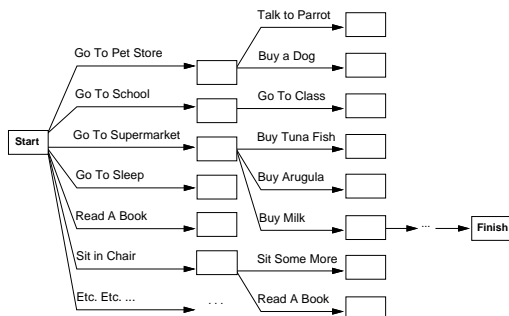 Talk to Parrot
Go To Pet Store
Buy a Dog
Go To School
Go To Class
Start
Go To Supermarket
Buy Tuna Fish
Go To Sleep
Buy Arugula
Read A Book
Buy Milk
...
Finish
Sit in Chair
Sit Some More
Etc. Etc. ...
. . .
Read A Book